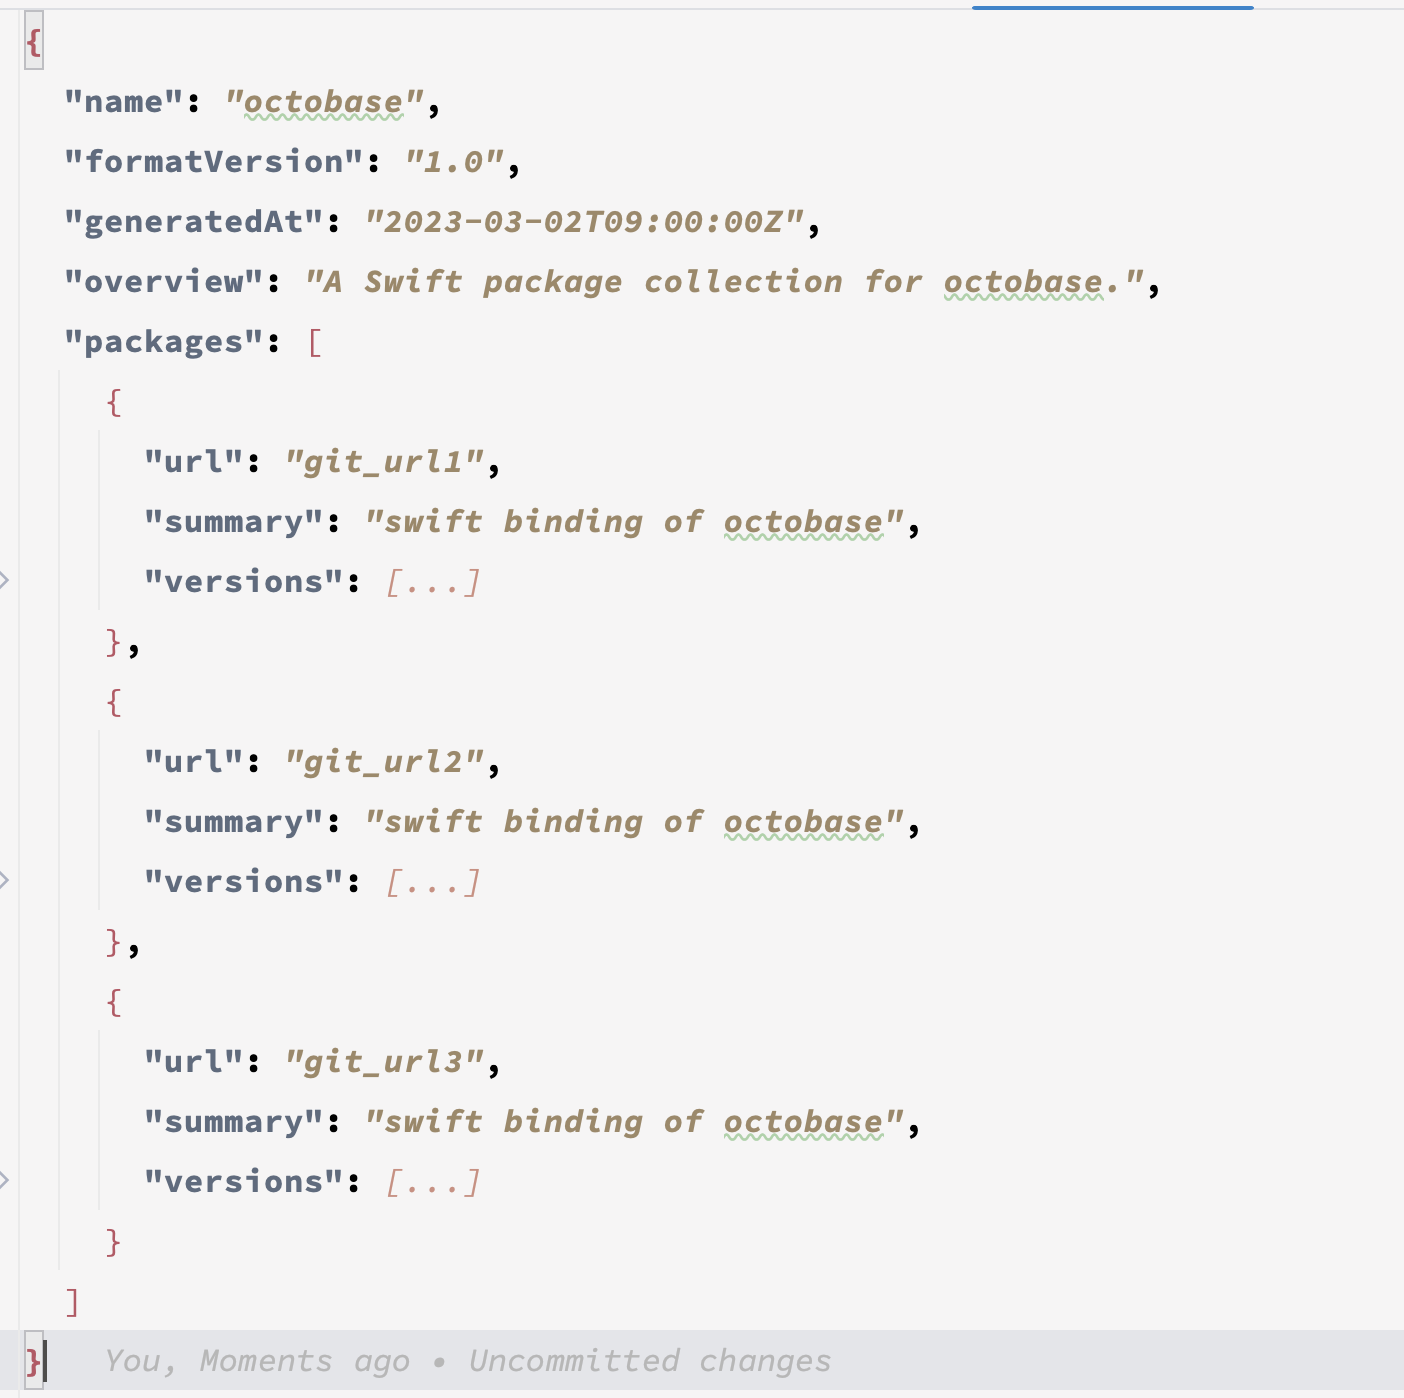 {
"name": "octobase",
"formatVersion": "1.0",
"generatedAt": "2023-03-02T09:00:00Z",
"overview": "A Swift package collection for octobase.",
"packages": [
{
"url": "git_url1",
"summary": "swift binding of octobase",
"versions": [...]
},
{
"url": "git_url2",
"summary": "swift binding of octobase",
"versions": [...]
},
{
"url": "git_url3",
"summary": "swift binding of octobase",
"versions": [...]
}
]
} You, Moments ago • Uncommitted changes